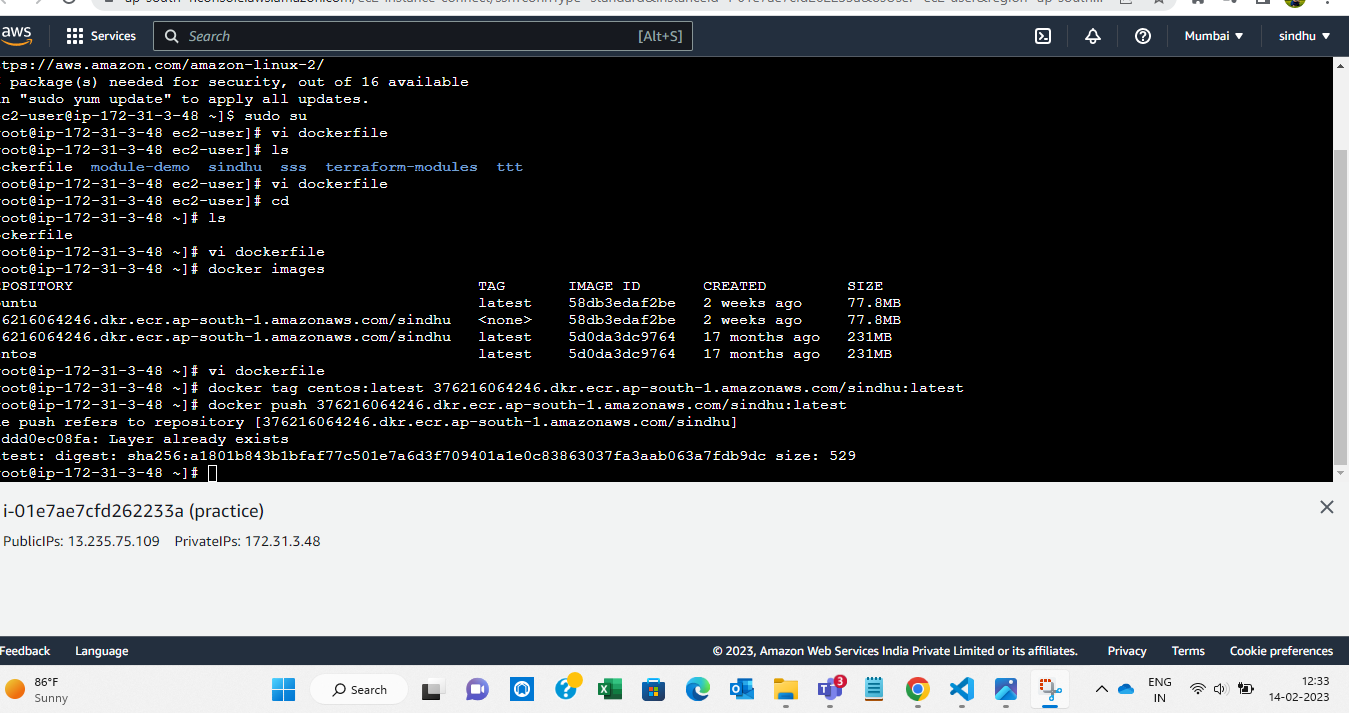 aws Services Search [Alt+S] Mumbai ▼ sindhu ▼
tps://aws.amazon.com/amazon-linux-2/
package(s) needed for security, out of 16 available
n "sudo yum update" to apply all updates.
c2-user@ip-172-31-3-48 ~]$ sudo su
oot@ip-172-31-3-48 ec2-user]# vi dockerfile
oot@ip-172-31-3-48 ec2-user]# ls
ckerfile module-demo sindhu sss terraform-modules ttt
oot@ip-172-31-3-48 ec2-user]# vi dockerfile
oot@ip-172-31-3-48 ec2-user]# cd
oot@ip-172-31-3-48 ~]# ls
ckerfile
oot@ip-172-31-3-48 ~]# vi dockerfile
oot@ip-172-31-3-48 ~]# docker images
POSITORY TAG IMAGE ID CREATED SIZE
untu latest 58db3edaf2be 2 weeks ago 77.8MB
6216064246.dkr.ecr.ap-south-1.amazonaws.com/sindhu <none> 58db3edaf2be 2 weeks ago 77.8MB
6216064246.dkr.ecr.ap-south-1.amazonaws.com/sindhu latest 5d0da3dc9764 17 months ago 231MB
ntos latest 5d0da3dc9764 17 months ago 231MB
oot@ip-172-31-3-48 ~]# vi dockerfile
oot@ip-172-31-3-48 ~]# docker tag centos:latest 376216064246.dkr.ecr.ap-south-1.amazonaws.com/sindhu:latest
oot@ip-172-31-3-48 ~]# docker push 376216064246.dkr.ecr.ap-south-1.amazonaws.com/sindhu:latest
e push refers to repository [376216064246.dkr.ecr.ap-south-1.amazonaws.com/sindhu]
ddd0ec08fa: Layer already exists
test: digest: sha256:a1801b843b1bfaf77c501e7a6d3f709401a1e0c83863037fa3aab063a7fdb9dc size: 529
oot@ip-172-31-3-48 ~]#
i-01e7ae7cfd262233a (practice)
PublicIPs: 13.235.75.109 PrivateIPs: 172.31.3.48
Feedback Language © 2023, Amazon Web Services India Private Limited or its affiliates. Privacy Terms Cookie preferences
86°F
Sunny
Search
3
ENG
IN
12:33
14-02-2023